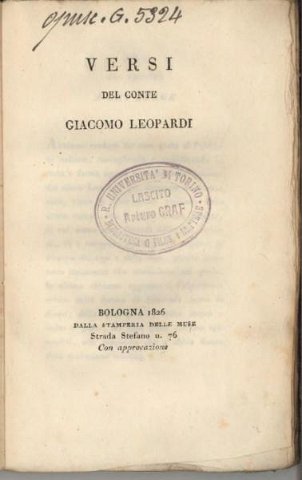 opusc. G. 5324
VERSI
DEL CONTE
GIACOMO LEOPARDI
R. UNIVERSITA' DI TORINO
LASCITO
Arturo GRAF
BOLOGNA 1826
DALLA STAMPERIA DELLE MUSE
Strada Stefano n. 76
Con approvazione